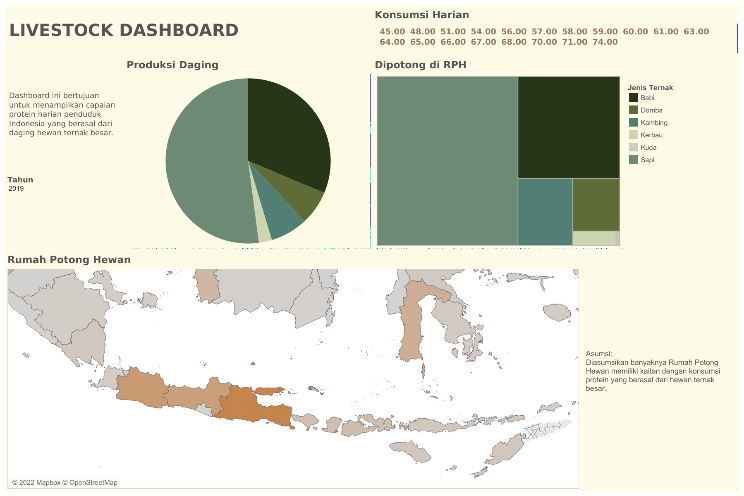 LIVESTOCK DASHBOARD
Konsumsi Harian
45.00 48.00 51.00 54.00 56.00 57.00 58.00 59.00 60.00 61.00 63.00
64.00 65.00 66.00 67.00 68.00 70.00 71.00 74.00
Produksi Daging
Dipotong di RPH
Dashboard ini bertujuan
untuk menampilkan capaian
protein harian penduduk
Indonesia yang berasal dari
daging hewan ternak besar.
Tahun
2019
Jenis Ternak
Babi
Domba
Kambing
Kerbau
Kuda
Sapi
Rumah Potong Hewan
Asumsi:
Diasumsikan banyaknya Rumah Potong
Hewan memiliki kaitan dengan konsumsi
protein yang berasal dari hewan ternak
besar.
© 2022 Mapbox © OpenStreetMap